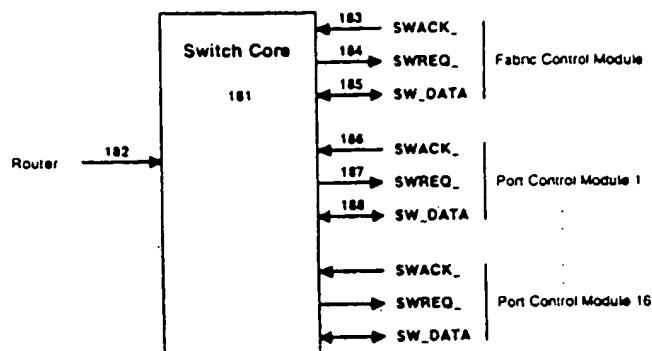 Switch Core
181
Router
182
183
SWACK_
184
SWREQ_
185
SW_DATA
Fabric Control Module
186
SWACK_
187
SWREQ_
188
SW_DATA
Port Control Module 1
SWACK_
SWREQ_
SW_DATA
Port Control Module 16